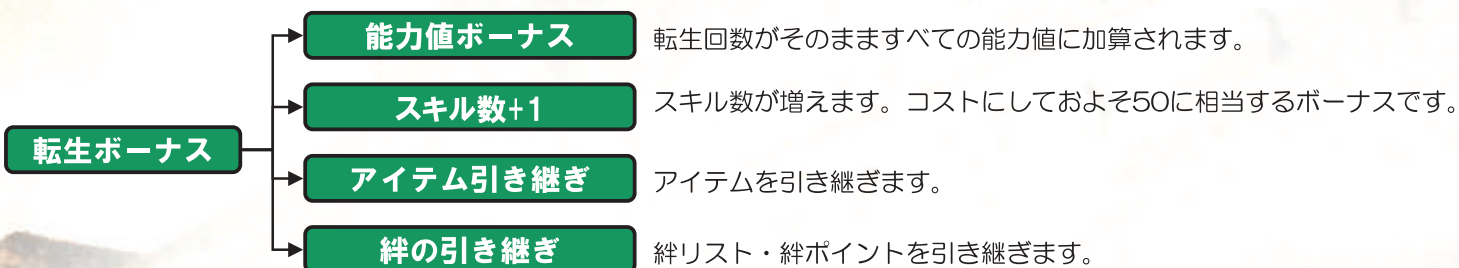 能力値ボーナス
転生回数がそのまますべての能力値に加算されます。
スキル数+1
スキル数が増えます。コストにしておよそ50に相当するボーナスです。
転生ボーナス
アイテム引き継ぎ
アイテムを引き継ぎます。
絆の引き継ぎ
絆リスト・絆ポイントを引き継ぎます。